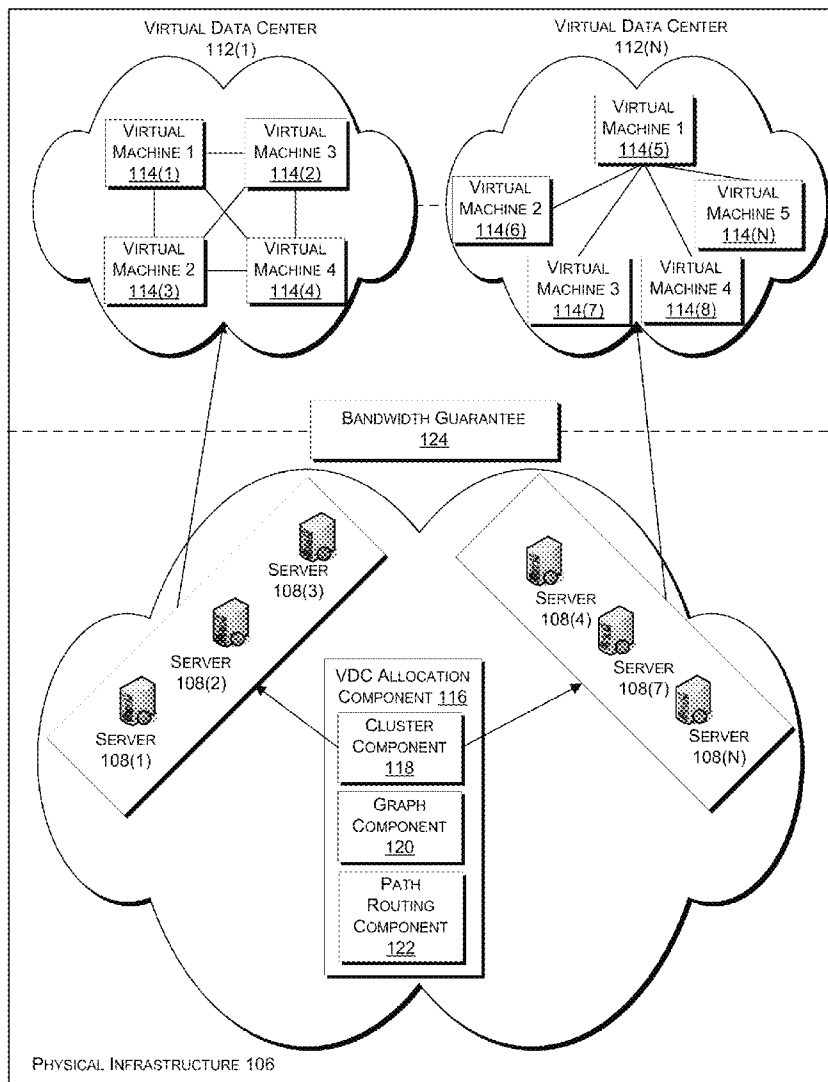 VIRTUAL DATA CENTER
112(1)
VIRTUAL DATA CENTER
112(N)
VIRTUAL
MACHINE 1
114(1)
VIRTUAL
MACHINE 3
114(2)
VIRTUAL
MACHINE 2
114(3)
VIRTUAL
MACHINE 4
114(4)
VIRTUAL
MACHINE 1
114(5)
VIRTUAL
MACHINE 2
114(6)
VIRTUAL
MACHINE 5
114(N)
VIRTUAL
MACHINE 3
114(7)
VIRTUAL
MACHINE 4
114(8)
BANDWIDTH GUARANTEE
124
SERVER
108(3)
SERVER
108(2)
SERVER
108(1)
SERVER
108(4)
SERVER
108(7)
SERVER
108(N)
VDC ALLOCATION
COMPONENT 116
CLUSTER
COMPONENT
118
GRAPH
COMPONENT
120
PATH
ROUTING
COMPONENT
122
PHYSICAL INFRASTRUCTURE 106